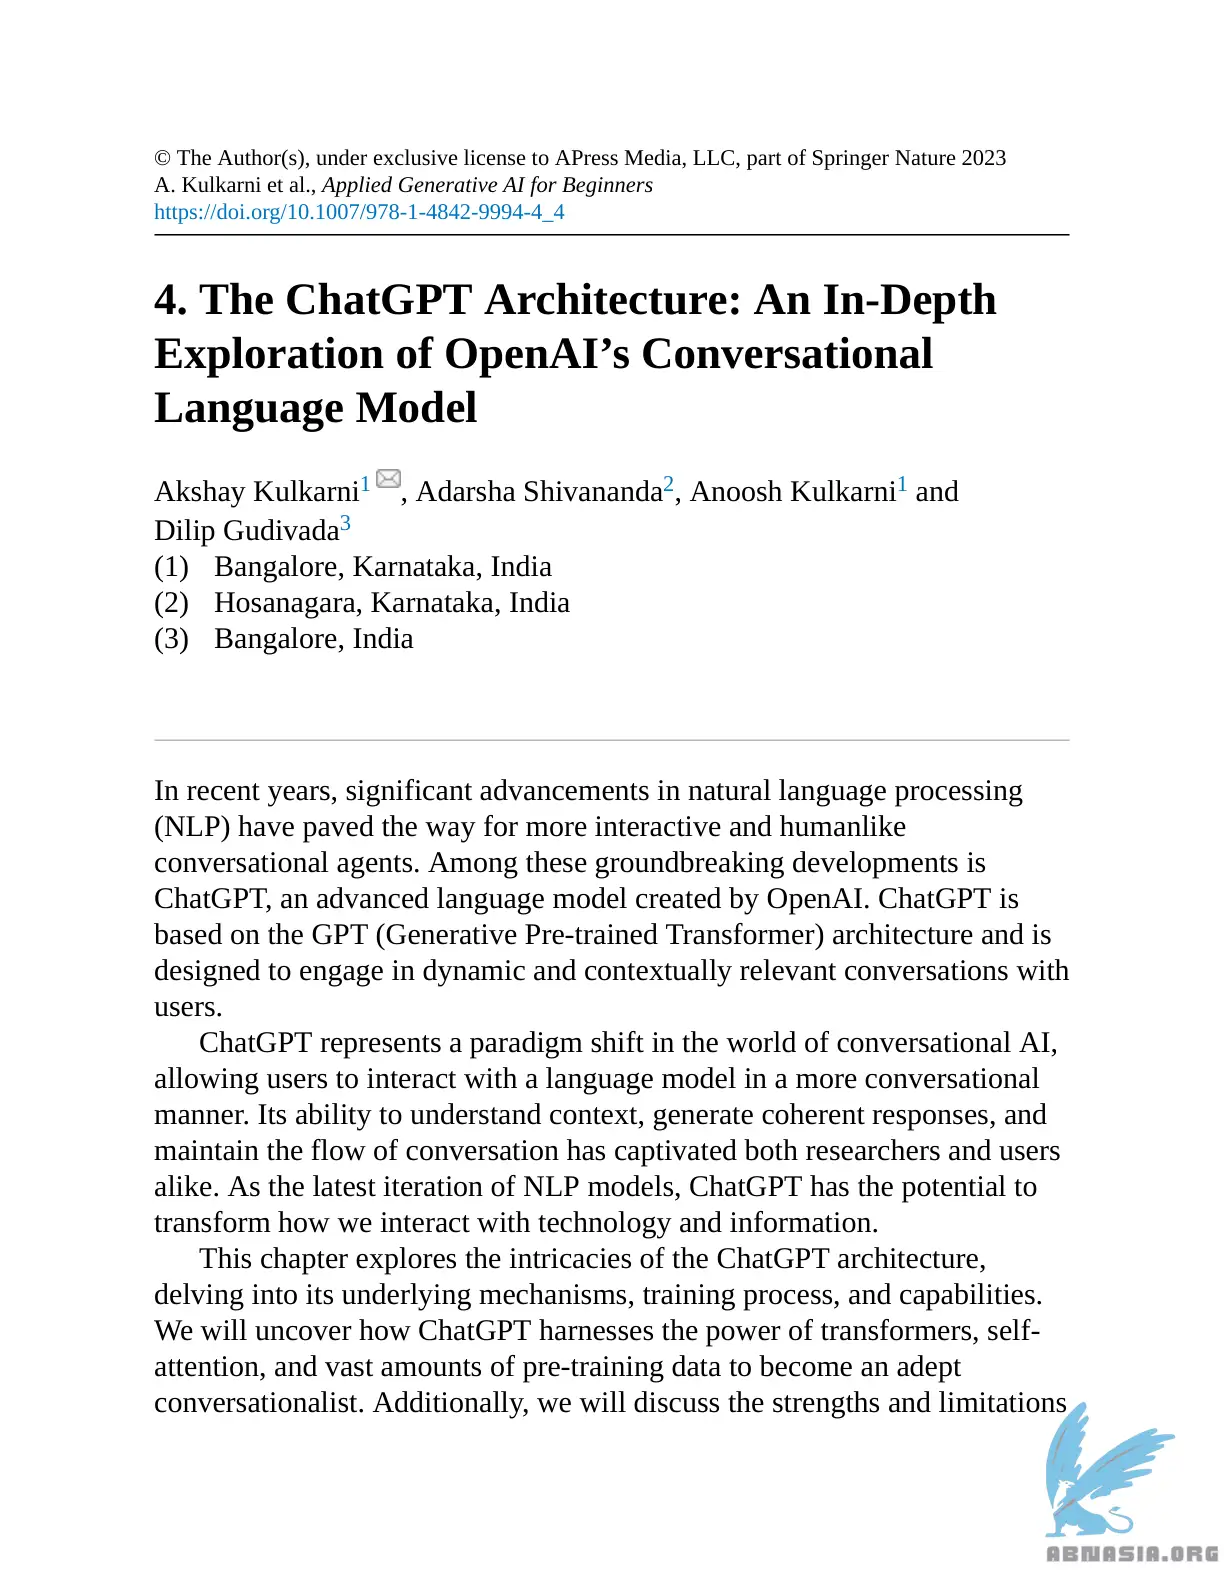 © The Author(s), under exclusive license to APress Media, LLC, part of Springer Nature 2023
A. Kulkarni et al., Applied Generative AI for Beginners
https://doi.org/10.1007/978-1-4842-9994-4_4
4. The ChatGPT Architecture: An In-Depth
Exploration of OpenAI’s Conversational
Language Model
Akshay Kulkarni1 , Adarsha Shivananda2, Anoosh Kulkarni1 and
Dilip Gudivada3
(1) Bangalore, Karnataka, India
(2) Hosanagara, Karnataka, India
(3) Bangalore, India
In recent years, significant advancements in natural language processing
(NLP) have paved the way for more interactive and humanlike
conversational agents. Among these groundbreaking developments is
ChatGPT, an advanced language model created by OpenAI. ChatGPT is
based on the GPT (Generative Pre-trained Transformer) architecture and is
designed to engage in dynamic and contextually relevant conversations with
users.
ChatGPT represents a paradigm shift in the world of conversational AI,
allowing users to interact with a language model in a more conversational
manner. Its ability to understand context, generate coherent responses, and
maintain the flow of conversation has captivated both researchers and users
alike. As the latest iteration of NLP models, ChatGPT has the potential to
transform how we interact with technology and information.
This chapter explores the intricacies of the ChatGPT architecture,
delving into its underlying mechanisms, training process, and capabilities.
We will uncover how ChatGPT harnesses the power of transformers, self-
attention, and vast amounts of pre-training data to become an adept
conversationalist. Additionally, we will discuss the strengths and limitations
ABNASIA.ORG